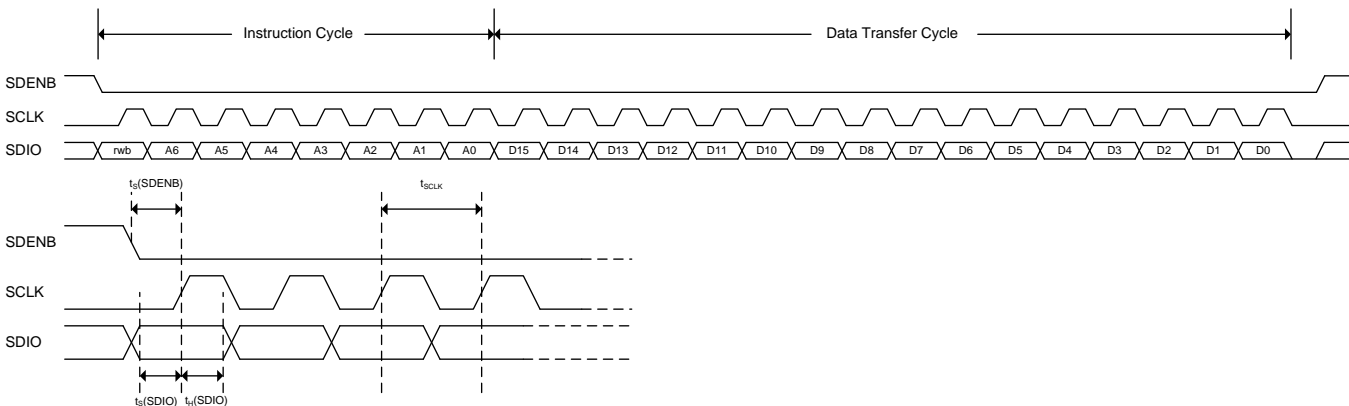 Instruction Cycle Data Transfer Cycle
SDENB
SCLK
SDIO rwb A6 A5 A4 A3 A2 A1 A0 D15 D14 D13 D12 D11 D10 D9 D8 D7 D6 D5 D4 D3 D2 D1 D0
tS(SDENB) tSCLK
SDENB
SCLK
SDIO
tS(SDIO) tH(SDIO)